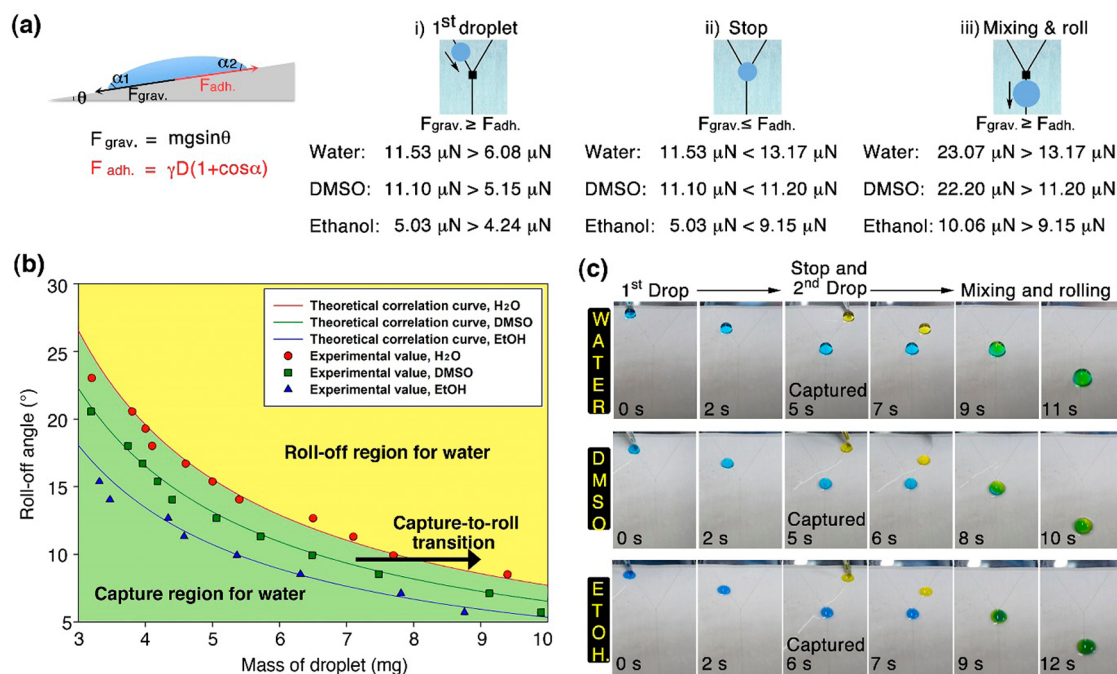 (a)
α1
α2
θ
Fgrav.
Fadh.
Fgrav. = mgsinθ
F adh. = γD(1+cosα)
i) 1st droplet
Fgrav. ≥ Fadh.
Water: 11.53 μN > 6.08 μN
DMSO: 11.10 μN > 5.15 μN
Ethanol: 5.03 μN > 4.24 μN
ii) Stop
Fgrav. ≤ Fadh.
Water: 11.53 μN < 13.17 μN
DMSO: 11.10 μN < 11.20 μN
Ethanol: 5.03 μN < 9.15 μN
iii) Mixing & roll
Fgrav. ≥ Fadh.
Water: 23.07 μN > 13.17 μN
DMSO: 22.20 μN > 11.20 μN
Ethanol: 10.06 μN > 9.15 μN
(b)
Roll-off angle (°)
30
25
20
15
10
5
Theoretical correlation curve, H2O
Theoretical correlation curve, DMSO
Theoretical correlation curve, EtOH
Experimental value, H2O
Experimental value, DMSO
Experimental value, EtOH
Roll-off region for water
Capture-to-roll
transition
Capture region for water
3 4 5 6 7 8 9 10
Mass of droplet (mg)
(c)
1st Drop
Stop and
2nd Drop
Mixing and rolling
WATER
Captured
0 s 2 s 5 s 7 s 9 s 11 s
DMSO
Captured
0 s 2 s 5 s 6 s 8 s 10 s
ETOH.
Captured
0 s 2 s 6 s 7 s 9 s 12 s